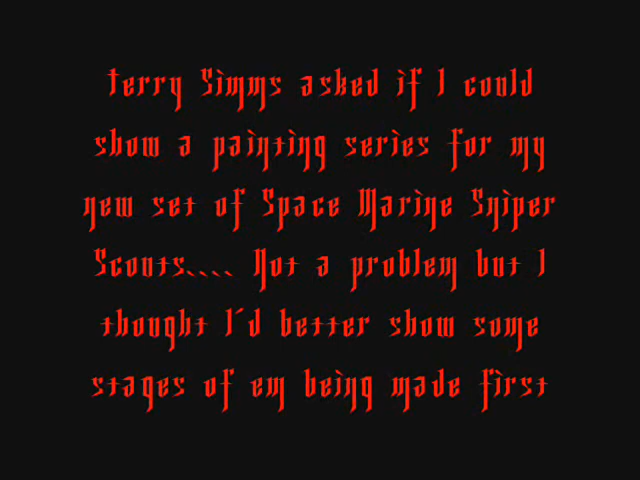 Terry Simms asked if I could
show a painting series for my
new set of Space Marine Sniper
Scouts.... Not a problem but I
thought I'd better show some
stages of em being made first